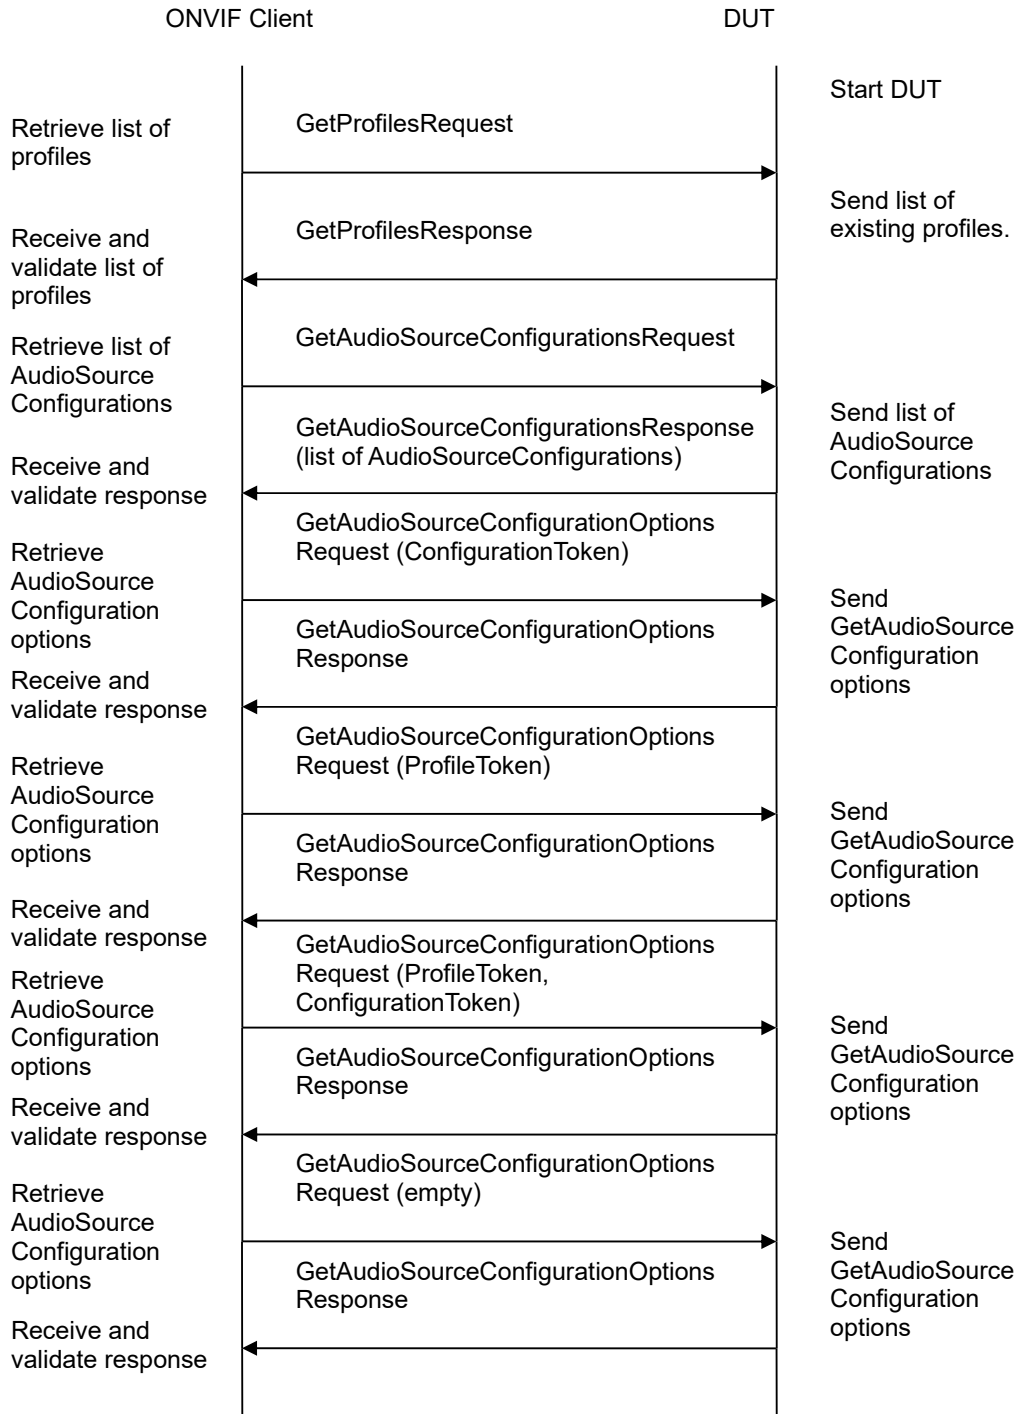 ONVIF Client
DUT
Start DUT
Retrieve list of
profiles
GetProfilesRequest
Send list of
existing profiles.
Receive and
validate list of
profiles
GetProfilesResponse
Retrieve list of
AudioSource
Configurations
GetAudioSourceConfigurationsRequest
Send list of
AudioSource
Configurations
GetAudioSourceConfigurationsResponse
(list of AudioSourceConfigurations)
Receive and
validate response
GetAudioSourceConfigurationOptions
Request (ConfigurationToken)
Retrieve
AudioSource
Configuration
options
Send
GetAudioSource
Configuration
options
GetAudioSourceConfigurationOptions
Response
Receive and
validate response
GetAudioSourceConfigurationOptions
Request (ProfileToken)
Retrieve
AudioSource
Configuration
options
Send
GetAudioSource
Configuration
options
GetAudioSourceConfigurationOptions
Response
Receive and
validate response
GetAudioSourceConfigurationOptions
Request (ProfileToken,
ConfigurationToken)
Retrieve
AudioSource
Configuration
options
Send
GetAudioSource
Configuration
options
GetAudioSourceConfigurationOptions
Response
Receive and
validate response
GetAudioSourceConfigurationOptions
Request (empty)
Retrieve
AudioSource
Configuration
options
Send
GetAudioSource
Configuration
options
GetAudioSourceConfigurationOptions
Response
Receive and
validate response